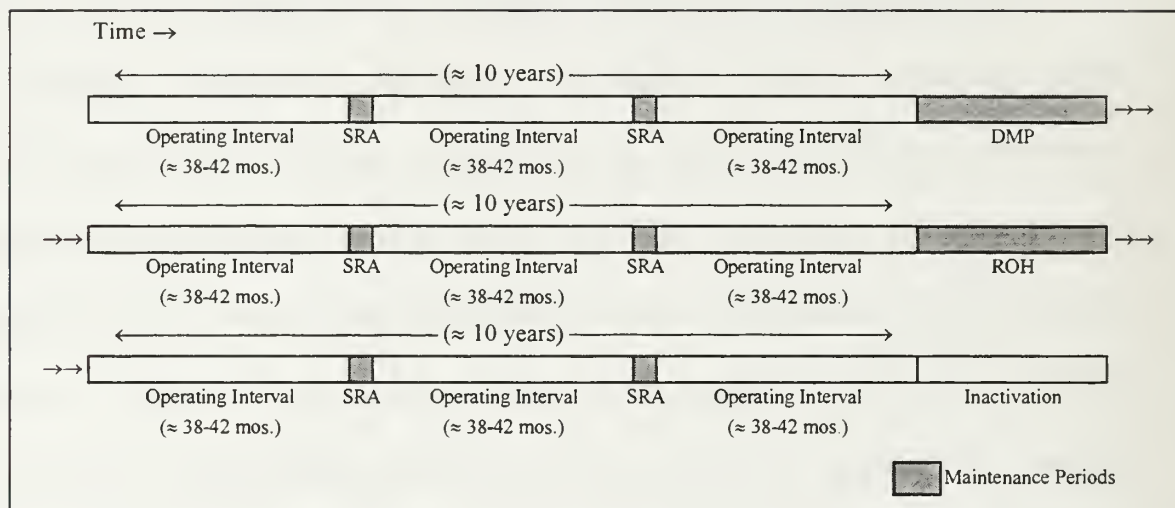 Time →
(≈ 10 years)
Operating Interval SRA Operating Interval SRA Operating Interval DMP
(≈ 38-42 mos.) (≈ 38-42 mos.) (≈ 38-42 mos.)
(≈ 10 years)
→→ →→
Operating Interval SRA Operating Interval SRA Operating Interval ROH
(≈ 38-42 mos.) (≈ 38-42 mos.) (≈ 38-42 mos.)
(≈ 10 years)
→→
Operating Interval SRA Operating Interval SRA Operating Interval Inactivation
(≈ 38-42 mos.) (≈ 38-42 mos.) (≈ 38-42 mos.)
Maintenance Periods